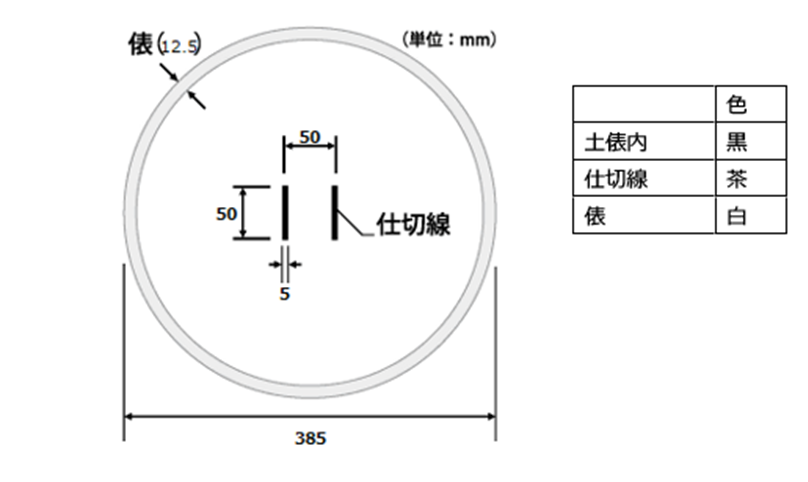 俵(12.5)
(単位：mm)
50
50
仕切線
5
385
色
土俵内 黒
仕切線 茶
俵 白